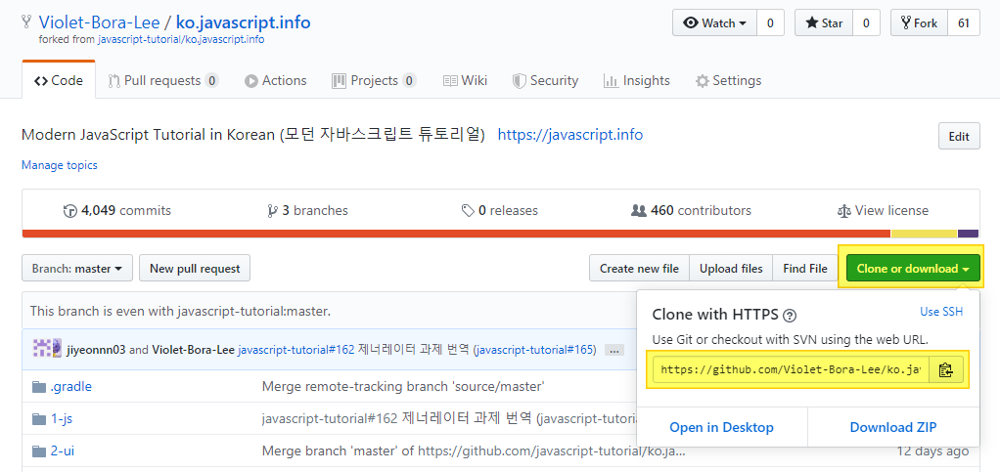 Violet-Bora-Lee / ko.javascript.info
Watch 0 Star 0 Fork 61
forked from javascript-tutorial/ko.javascript.info
Code Pull requests 0 Actions Projects 0 Wiki Security Insights Settings
Modern JavaScript Tutorial in Korean (모던 자바스크립트 튜토리얼) https://javascript.info Edit
Manage topics
4,049 commits 3 branches 0 releases 460 contributors View license
Branch: master New pull request Create new file Upload files Find File Clone or download
This branch is even with javascript-tutorial:master.
Clone with HTTPS ? Use SSH
Use Git or checkout with SVN using the web URL.
https://github.com/Violet-Bora-Lee/ko.jav
Open in Desktop Download ZIP
jiyeonnn03 and Violet-Bora-Lee javascript-tutorial#162 제너레이터 과제 번역 (javascript-tutorial#165) ...
.gradle Merge remote-tracking branch 'source/master'
1-js javascript-tutorial#162 제너레이터 과제 번역 (javascript-tutoria
2-ui Merge branch 'master' of https://github.com/javascript-tutorial/ko.ja... 12 days ago